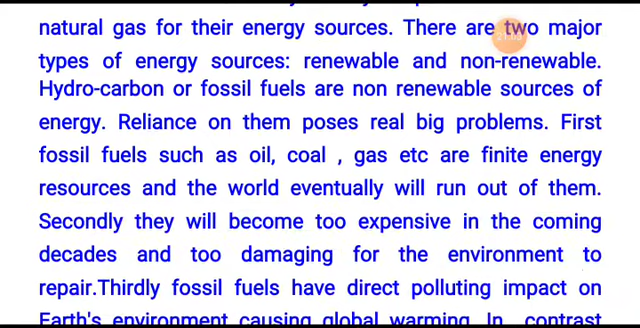 natural gas for their energy sources. There are two major
types of energy sources: renewable and non-renewable.
Hydro-carbon or fossil fuels are non renewable sources of
energy. Reliance on them poses real big problems. First
fossil fuels such as oil, coal , gas etc are finite energy
resources and the world eventually will run out of them.
Secondly they will become too expensive in the coming
decades and too damaging for the environment to
repair.Thirdly fossil fuels have direct polluting impact on
Earth's environment causing global warming. In contrast